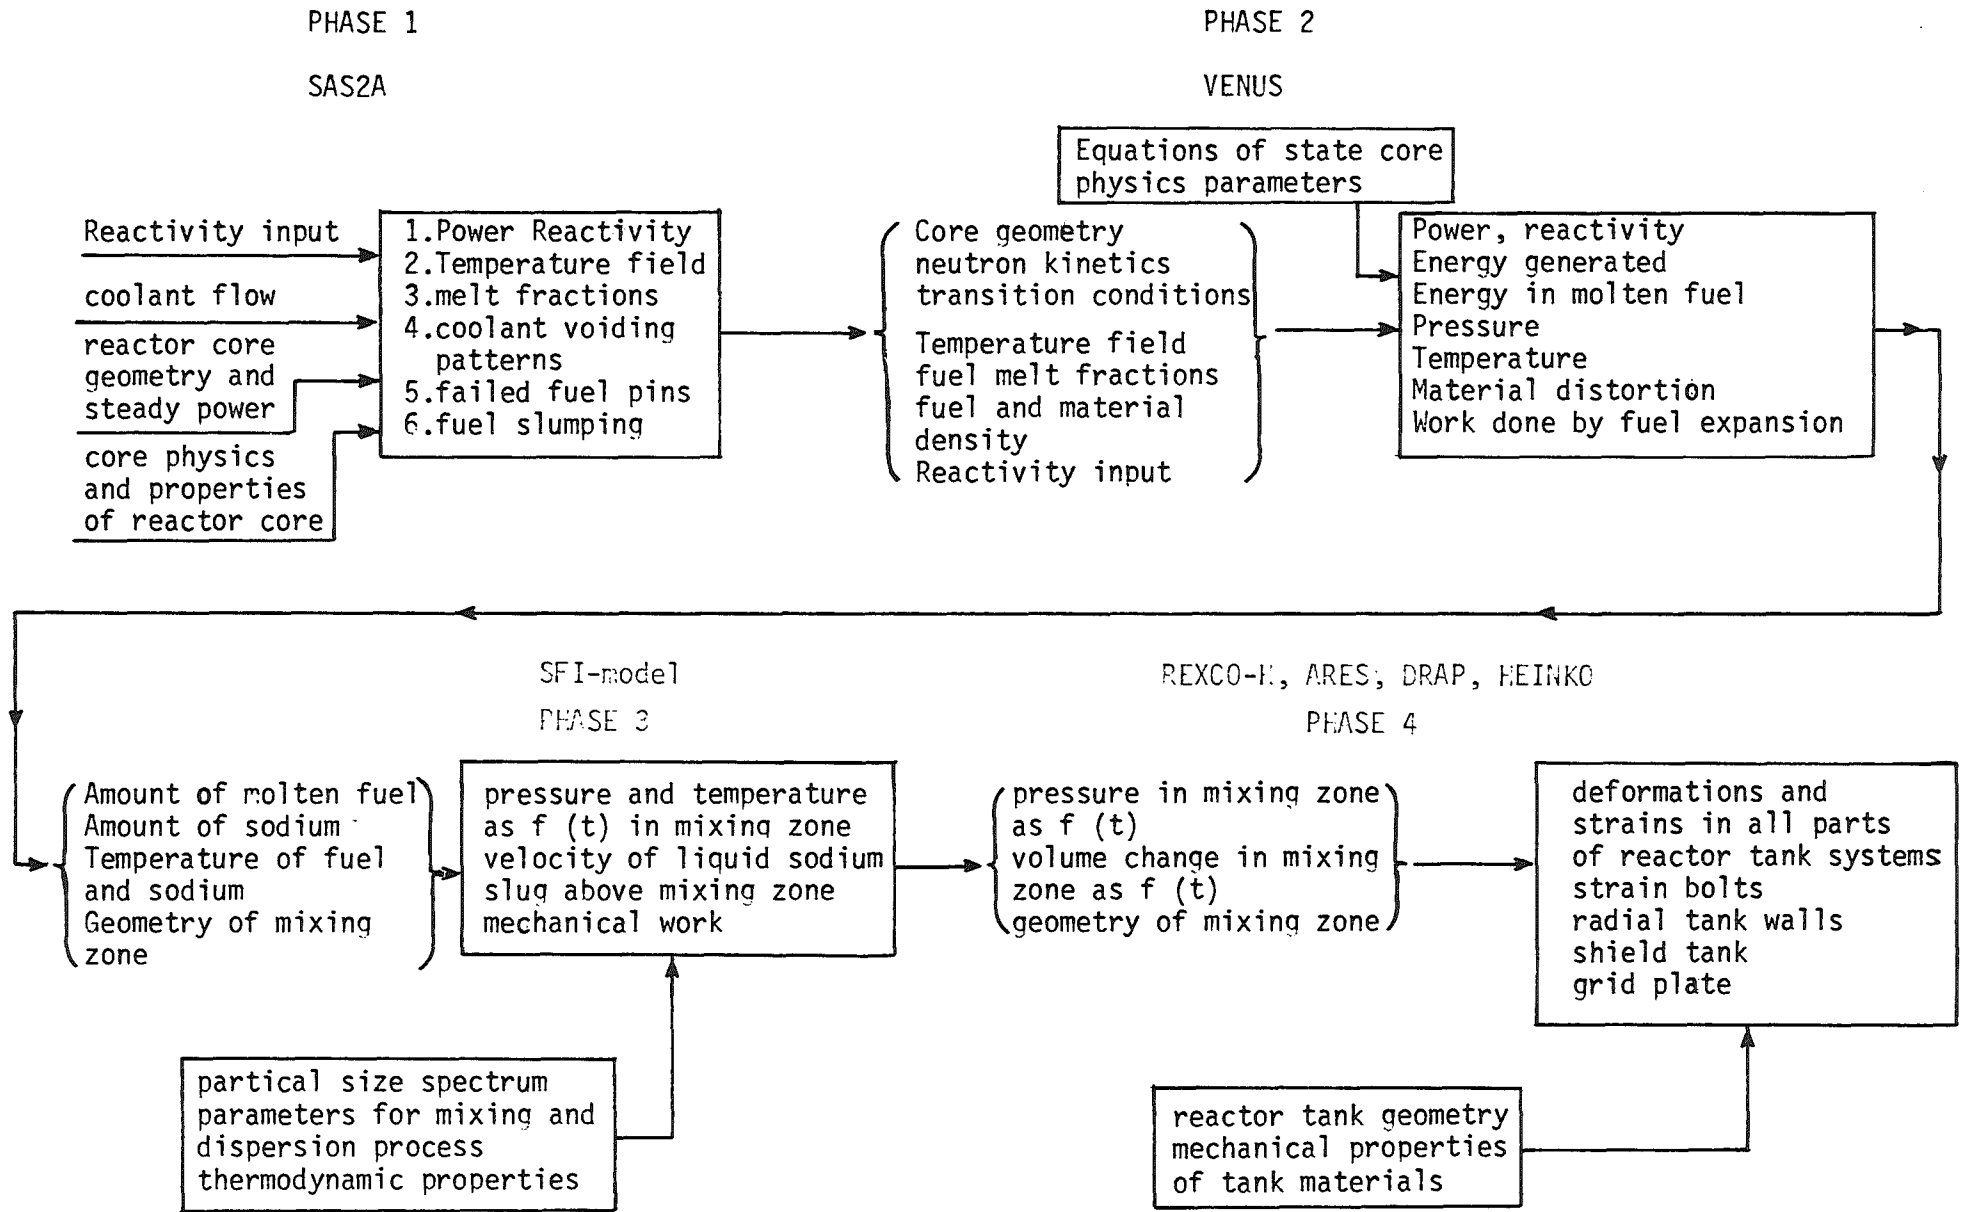 PHASE 1
SAS2A
PHASE 2
VENUS
Equations of state core
physics parameters
Reactivity input
coolant flow
reactor core
geometry and
steady power
core physics
and properties
of reactor core
1.Power Reactivity
2.Temperature field
3.melt fractions
4.coolant voiding
patterns
5.failed fuel pins
6.fuel slumping
Core geometry
neutron kinetics
transition conditions
Temperature field
fuel melt fractions
fuel and material
density
Reactivity input
Power, reactivity
Energy generated
Energy in molten fuel
Pressure
Temperature
Material distortion
Work done by fuel expansion
SFI-model
PHASE 3
REXCO-H, ARES, DRAP, HEINKO
PHASE 4
Amount of molten fuel
Amount of sodium
Temperature of fuel
and sodium
Geometry of mixing
zone
pressure and temperature
as f (t) in mixing zone
velocity of liquid sodium
slug above mixing zone
mechanical work
pressure in mixing zone
as f (t)
volume change in mixing
zone as f (t)
geometry of mixing zone
deformations and
strains in all parts
of reactor tank systems
strain bolts
radial tank walls
shield tank
grid plate
partical size spectrum
parameters for mixing and
dispersion process
thermodynamic properties
reactor tank geometry
mechanical properties
of tank materials